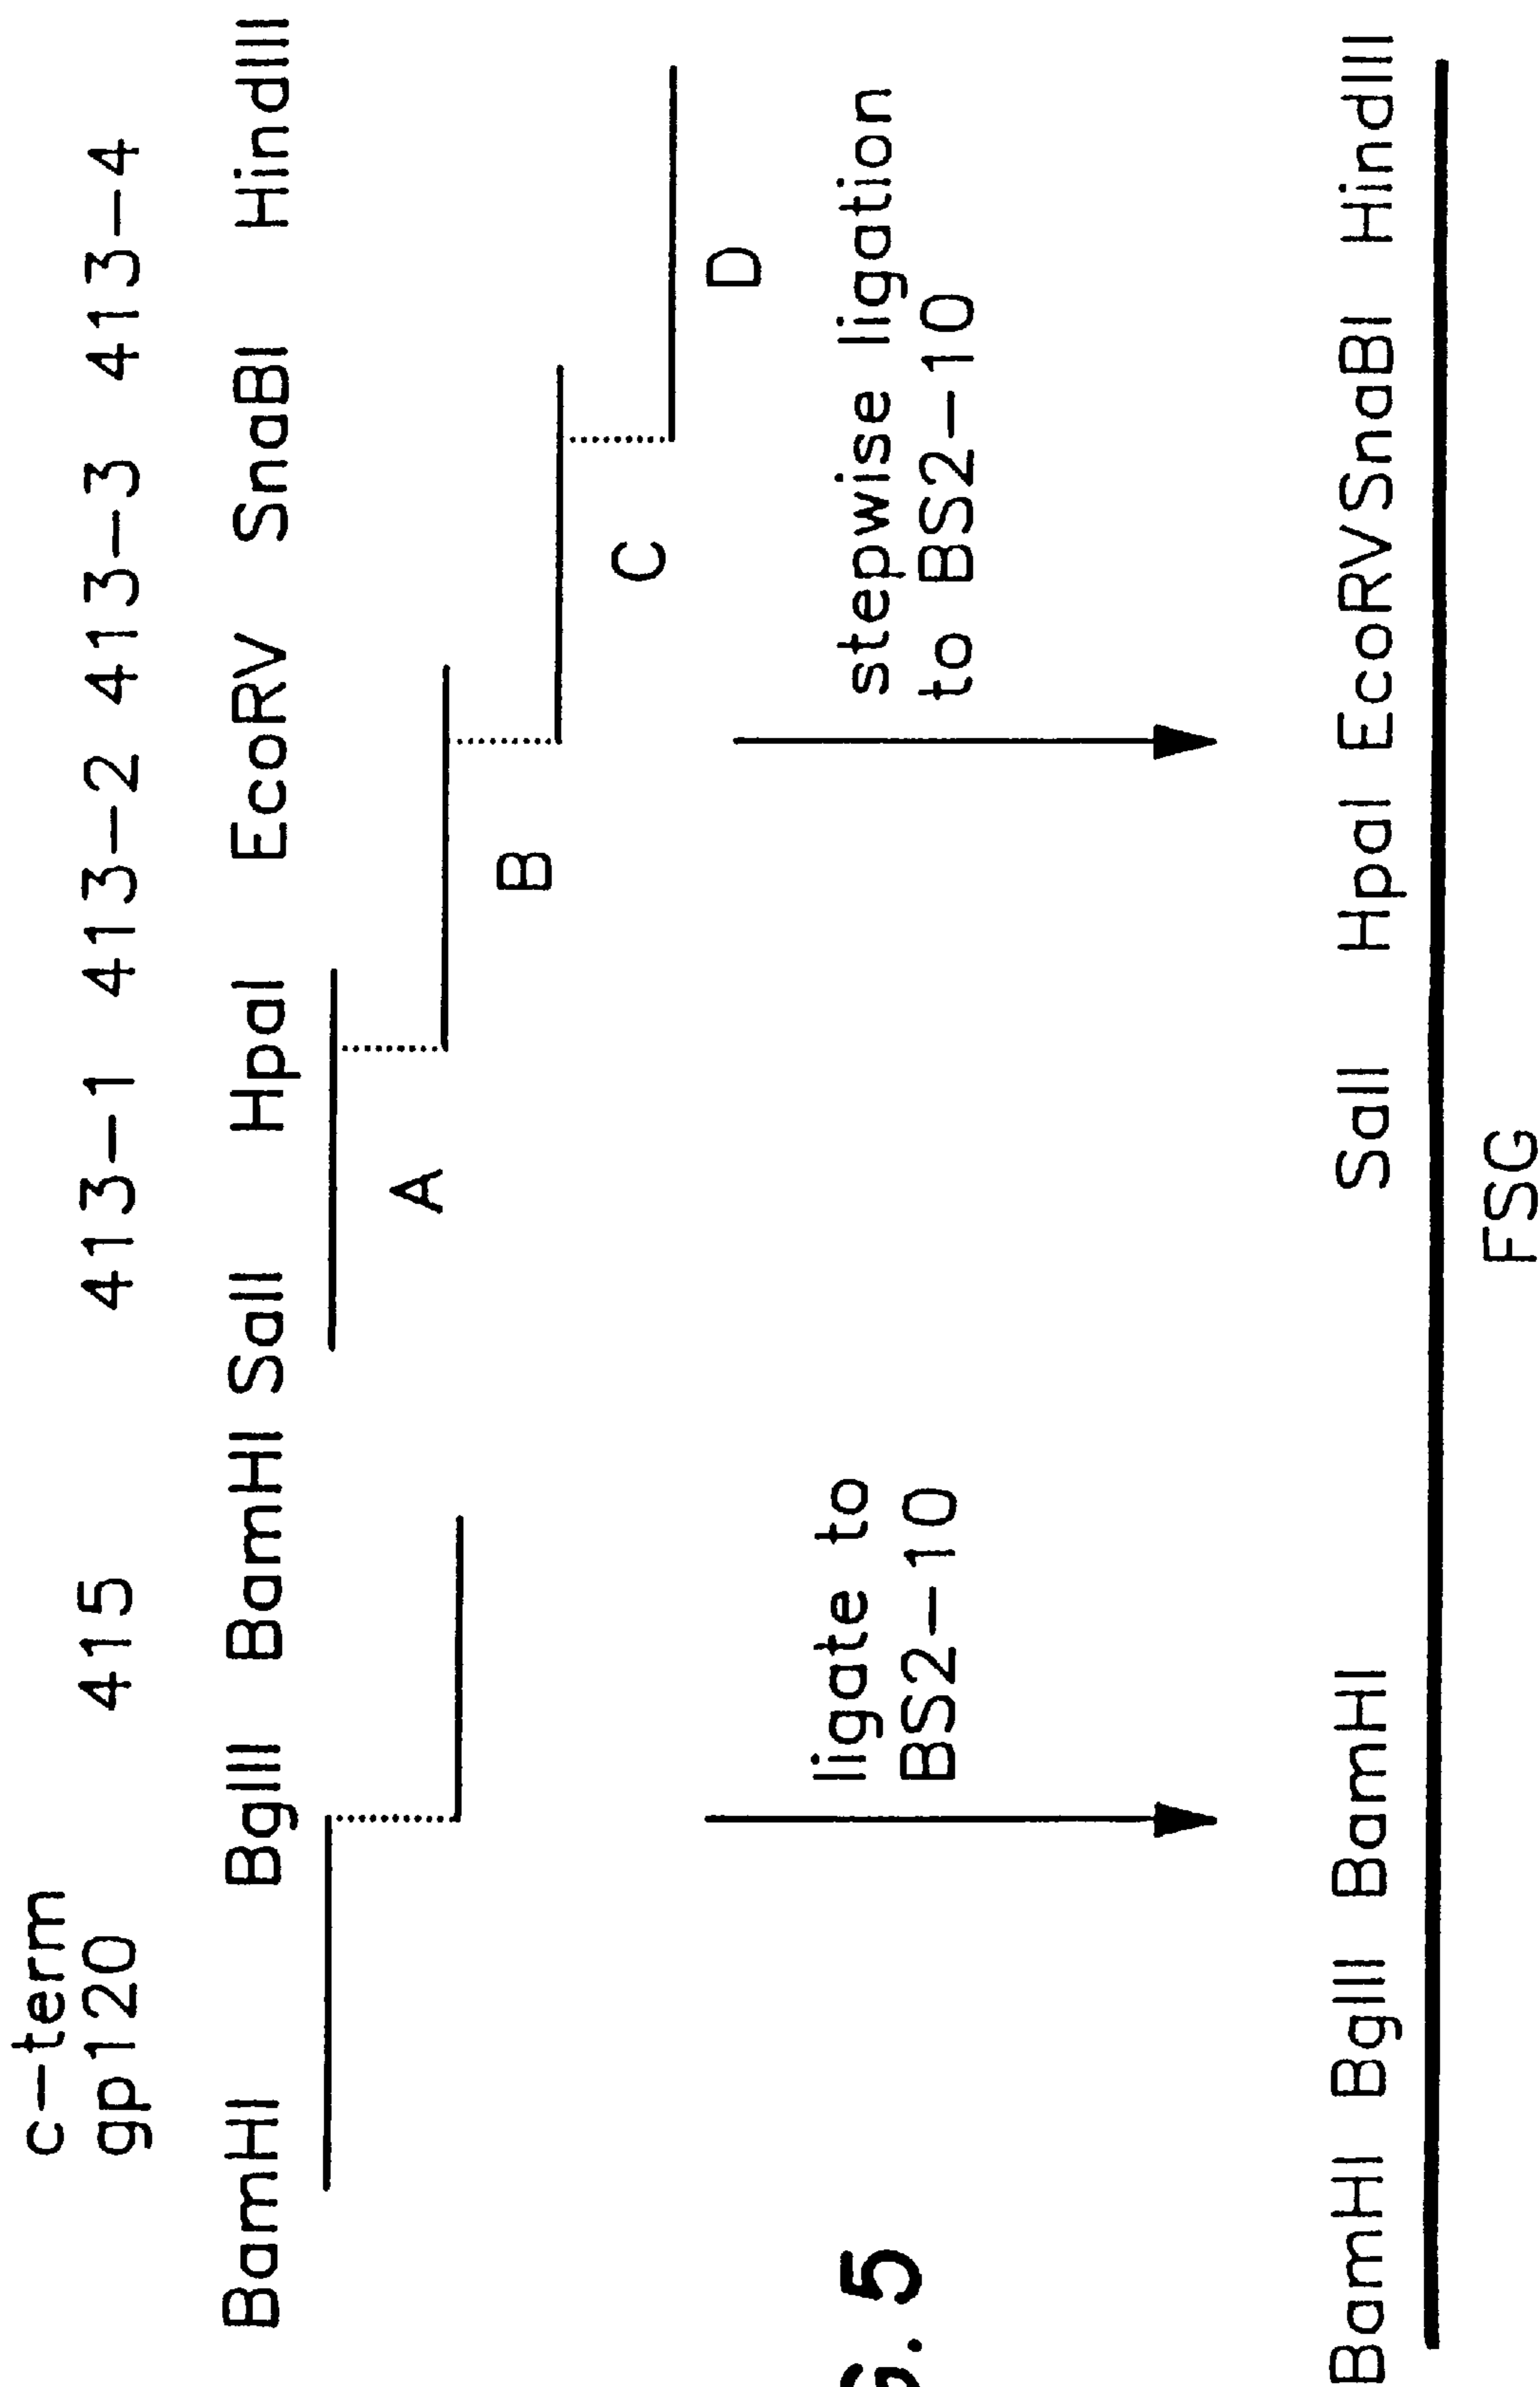 c-term
gp120
415
413-1 413-2 413-3 413-4
BamHI BglII BamHI SalI HpaI EcoRV SnaBI HindIII
A
B
C
D
ligate to
BS2-10
stepwise ligation
to BS2-10
G. 5
BamHI BglII BamHI SalI HpaI EcoRV SnaBI HindIII
FSG